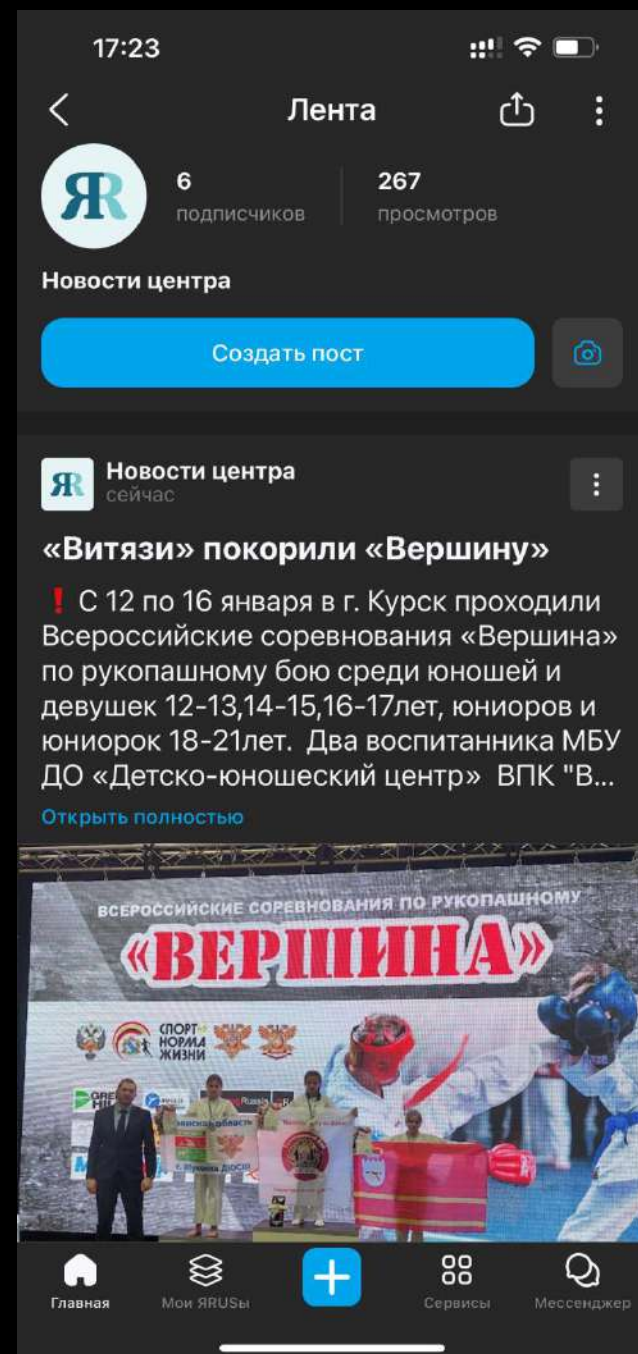 17:23
Лента
ЯR
6
267
подписчиков
просмотров
Новости центра
Создать пост
ЯR
Новости центра
сейчас
«Витязи» покорили «Вершину»
❗ С 12 по 16 января в г. Курск проходили
Всероссийские соревнования «Вершина»
по рукопашному бою среди юношей и
девушек 12-13,14-15,16-17лет, юниоров и
юниорок 18-21лет. Два воспитанника МБУ
ДО «Детско-юношеский центр» ВПК "В...
Открыть полностью
ВСЕРОССИЙСКИЕ СОРЕВНОВАНИЯ ПО РУКОПАШНОМУ
«ВЕРШИНА»
СПОРТ
НОРМА
ЖИЗНИ
Главная
Мои ЯRUSы
Сервисы
Мессенджер